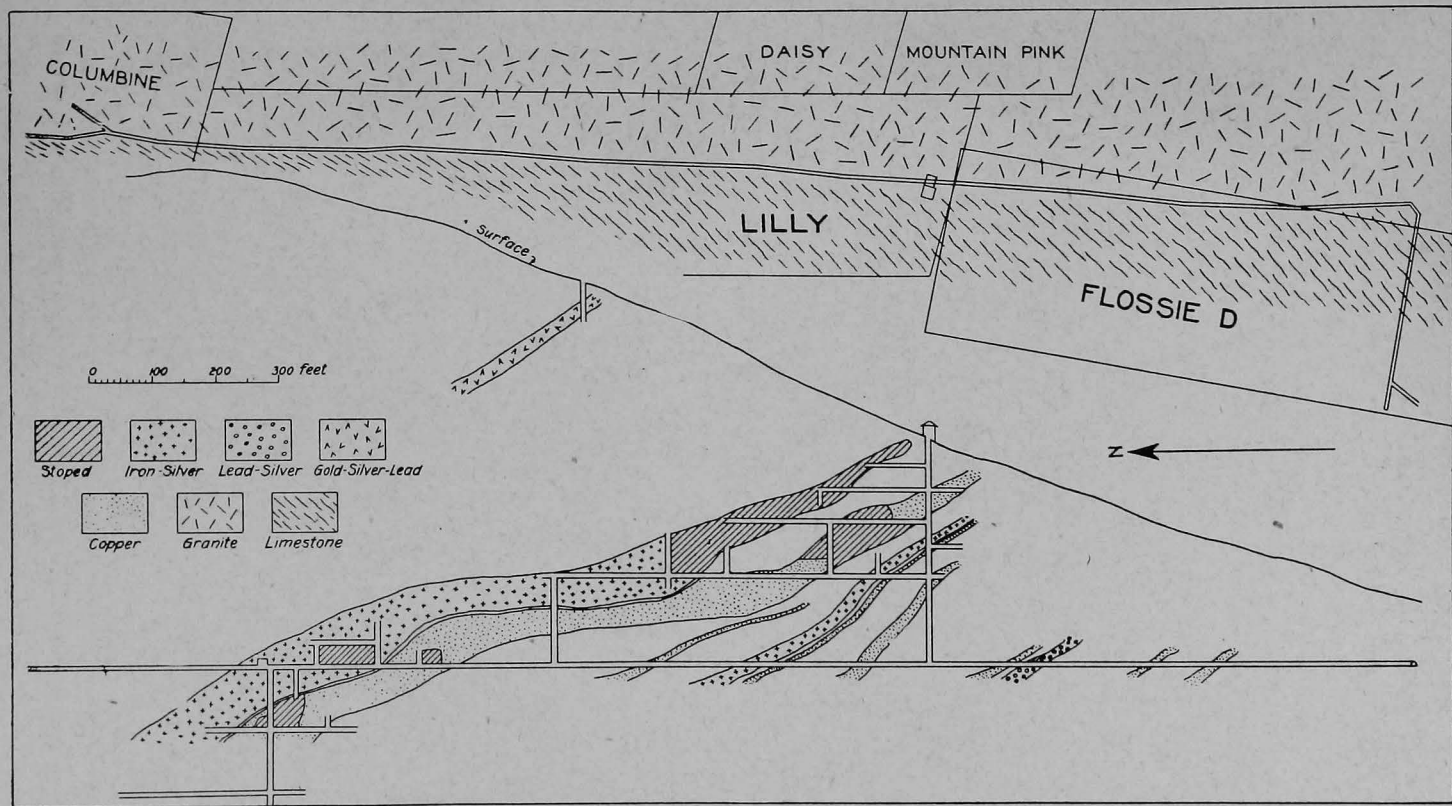 COLUMBINE
DAISY
MOUNTAIN PINK
LILLY
FLOSSIE D
Surface
0 100 200 300 feet
N
Stoped Iron-Silver Lead-Silver Gold-Silver-Lead
Copper Granite Limestone